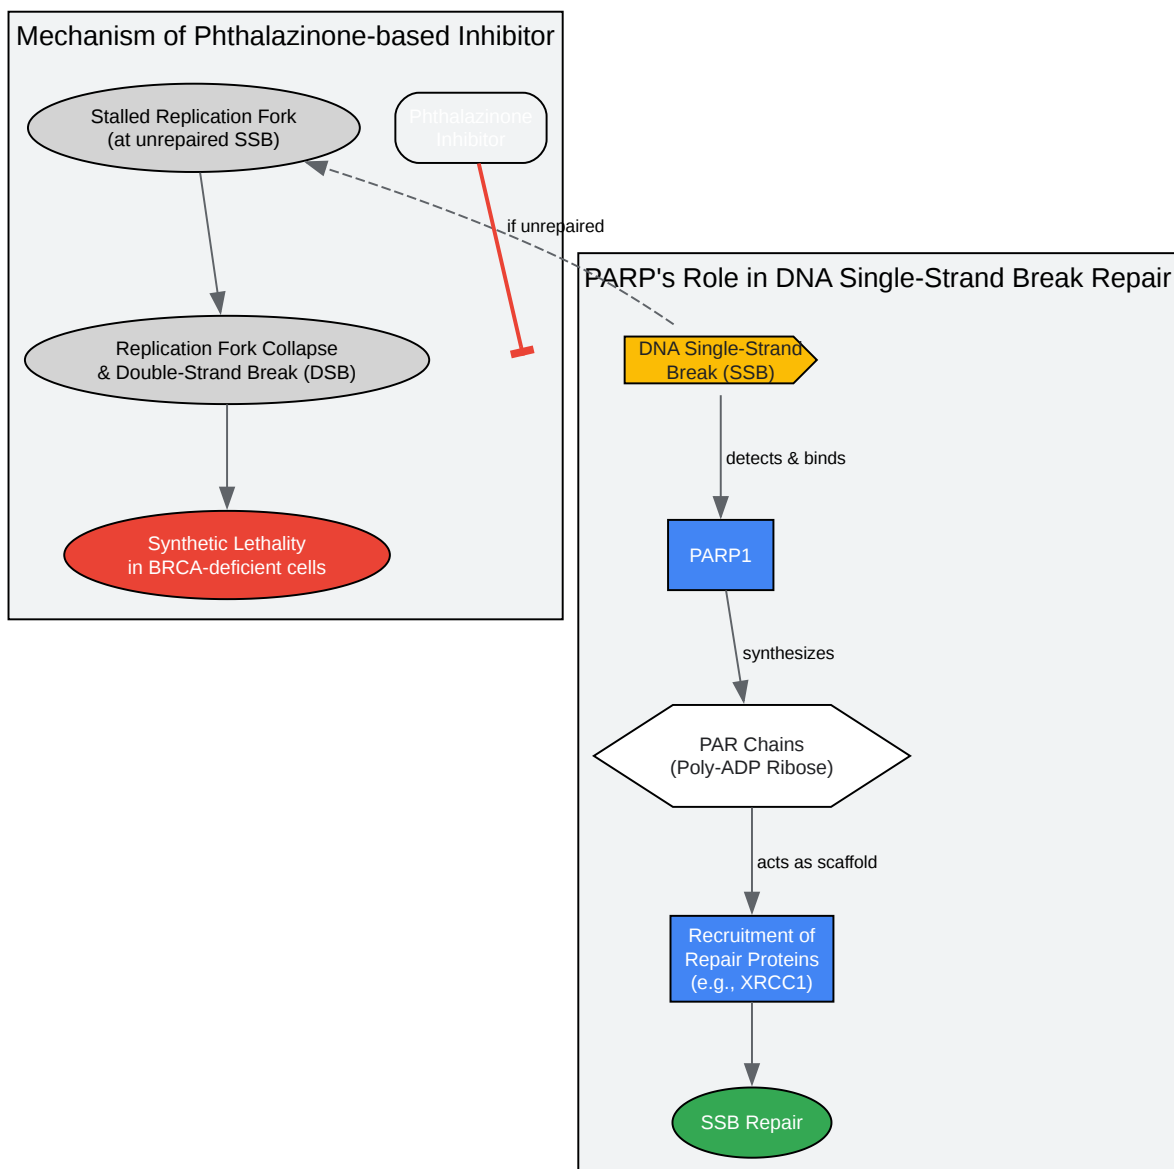 Mechanism of Phthalazinone-based Inhibitor
Stalled Replication Fork
(at unrepaired SSB)
Phthalazinone
Inhibitor
if unrepaired
Replication Fork Collapse
& Double-Strand Break (DSB)
Synthetic Lethality
in BRCA-deficient cells
PARP's Role in DNA Single-Strand Break Repair
DNA Single-Strand
Break (SSB)
detects & binds
PARP1
synthesizes
PAR Chains
(Poly-ADP Ribose)
acts as scaffold
Recruitment of
Repair Proteins
(e.g., XRCC1)
SSB Repair